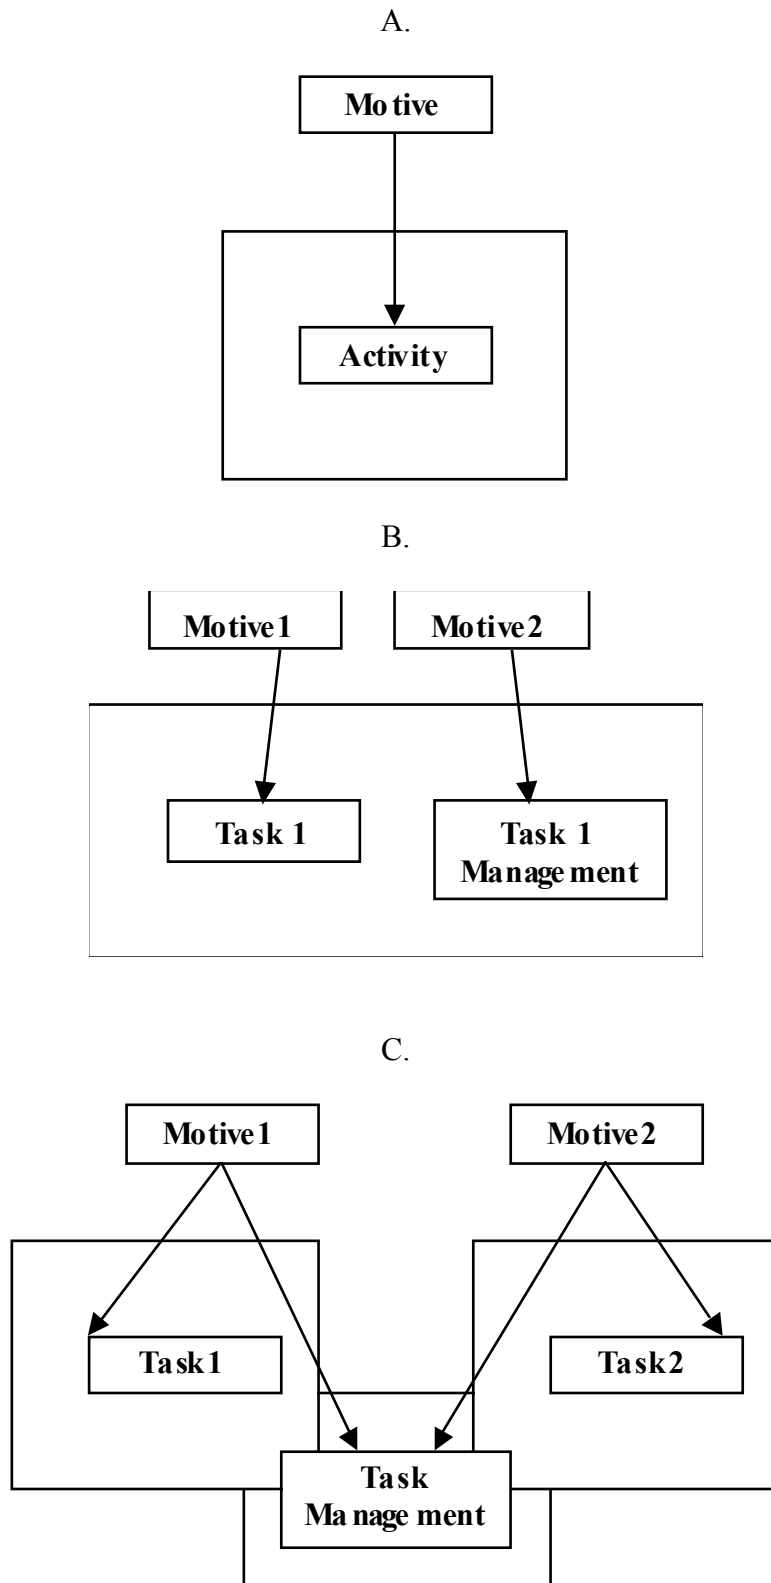 A.
Motive
Activity
B.
Motive1 Motive2
Task 1 Task 1
Management
C.
Motive1 Motive2
Task1 Task2
Task
Management